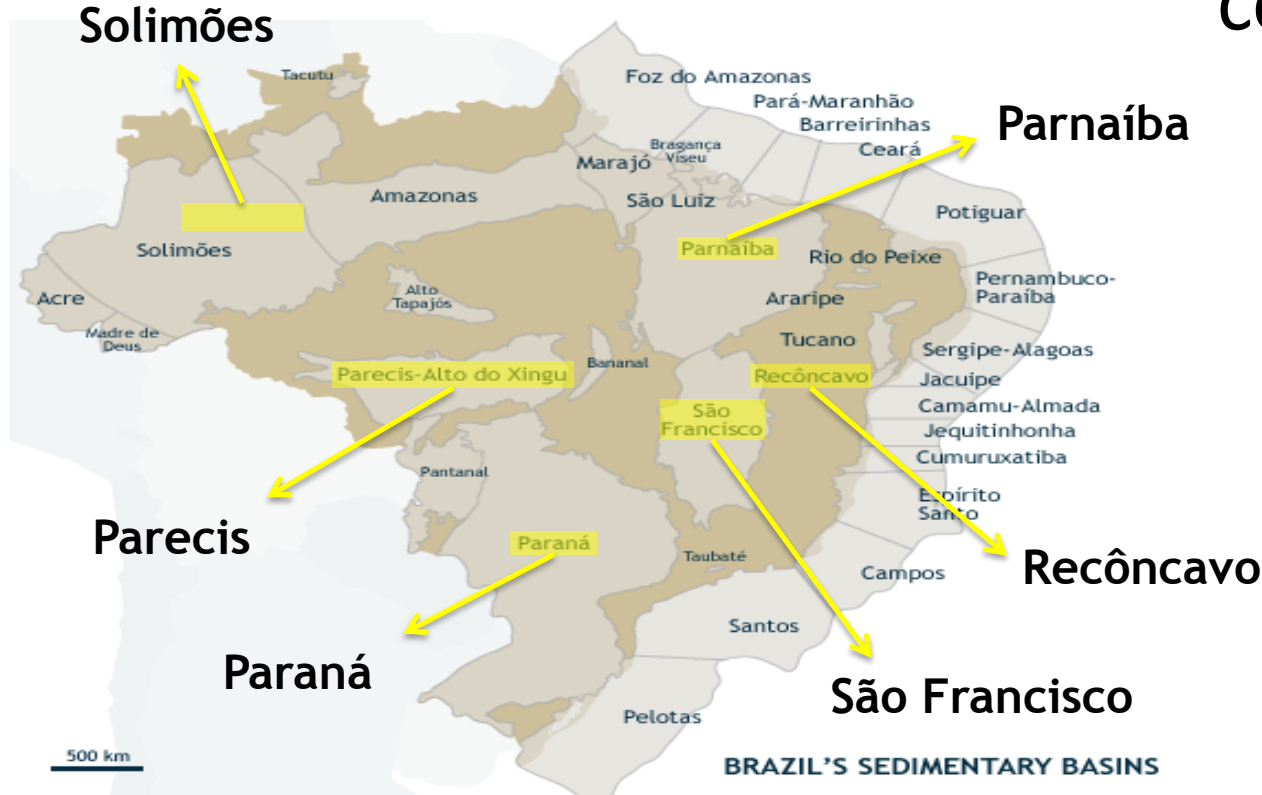 Solimões
Tacutu
Foz do Amazonas
Pará-Maranhão
Barreirinhas
Ceará
Parnaíba
Bragança
Viseu
Marajó
Amazonas
São Luiz
Potiguar
Solimões
Parnaíba
Rio do Peixe
Pernambuco-
Paraíba
Acre
Alto
Tapajós
Araripe
Madre de
Deus
Tucano
Sergipe-Alagoas
Bananal
Parecis-Alto do Xingu
Recôncavo
Jacuipe
São
Francisco
Camamu-Almada
Jequitinhonha
Cumuruxatiba
Pantanal
Espírito
Santo
Parecis
Paraná
Taubaté
Campos
Recôncavo
Santos
Paraná
São Francisco
Pelotas
500 km
BRAZIL'S SEDIMENTARY BASINS